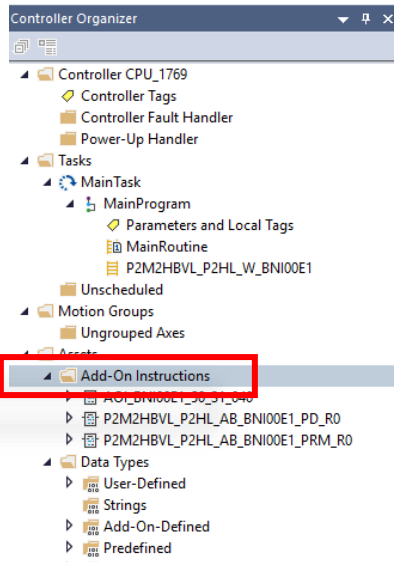 Controller Organizer
Controller CPU_1769
Controller Tags
Controller Fault Handler
Power-Up Handler
Tasks
MainTask
MainProgram
Parameters and Local Tags
MainRoutine
P2M2HBVL_P2HL_W_BNI00E1
Unscheduled
Motion Groups
Ungrouped Axes
Assets
Add-On Instructions
AOI_BNI00E1_30_31_040
P2M2HBVL_P2HL_AB_BNI00E1_PD_R0
P2M2HBVL_P2HL_AB_BNI00E1_PRM_R0
Data Types
User-Defined
Strings
Add-On-Defined
Predefined